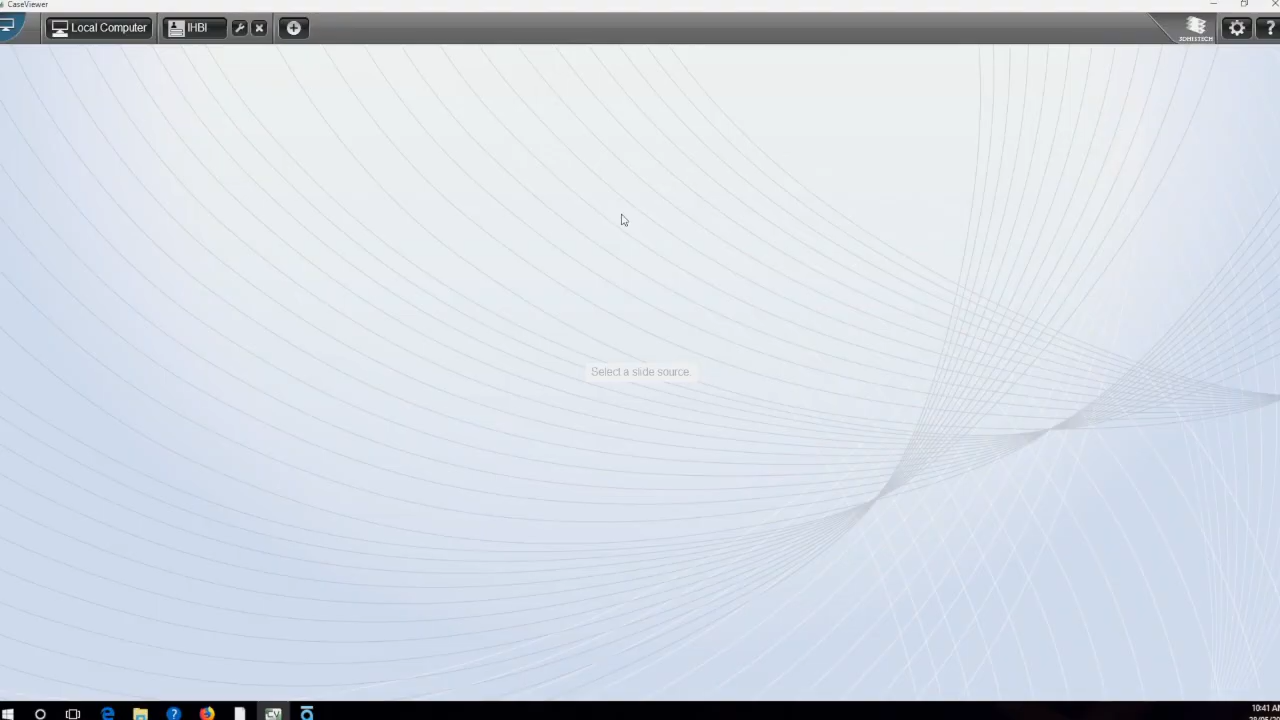 CaseViewer
Local Computer
IHBI
3DHISTECH
?
Select a slide source.
10:41 AM